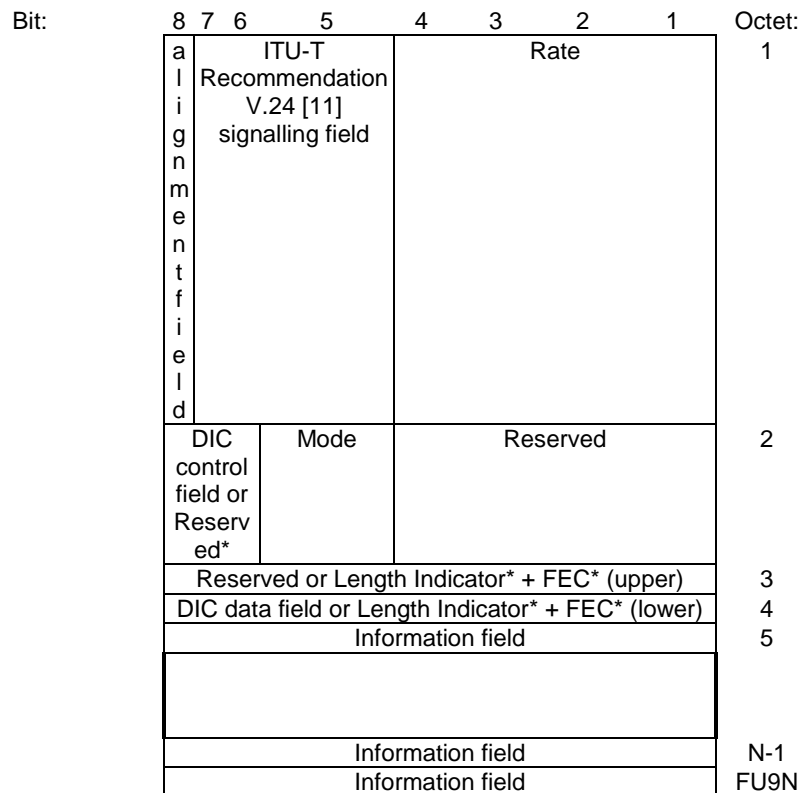 Bit: 8 7 6 5 4 3 2 1 Octet:
a ITU-T Rate 1
l Recommendation
i V.24 [11]
g signalling field
n
m
e
n
t
f
i
e
l
d
DIC Mode Reserved 2
control
field or
Reserv
ed*
Reserved or Length Indicator* + FEC* (upper) 3
DIC data field or Length Indicator* + FEC* (lower) 4
Information field 5
Information field N-1
Information field FU9N